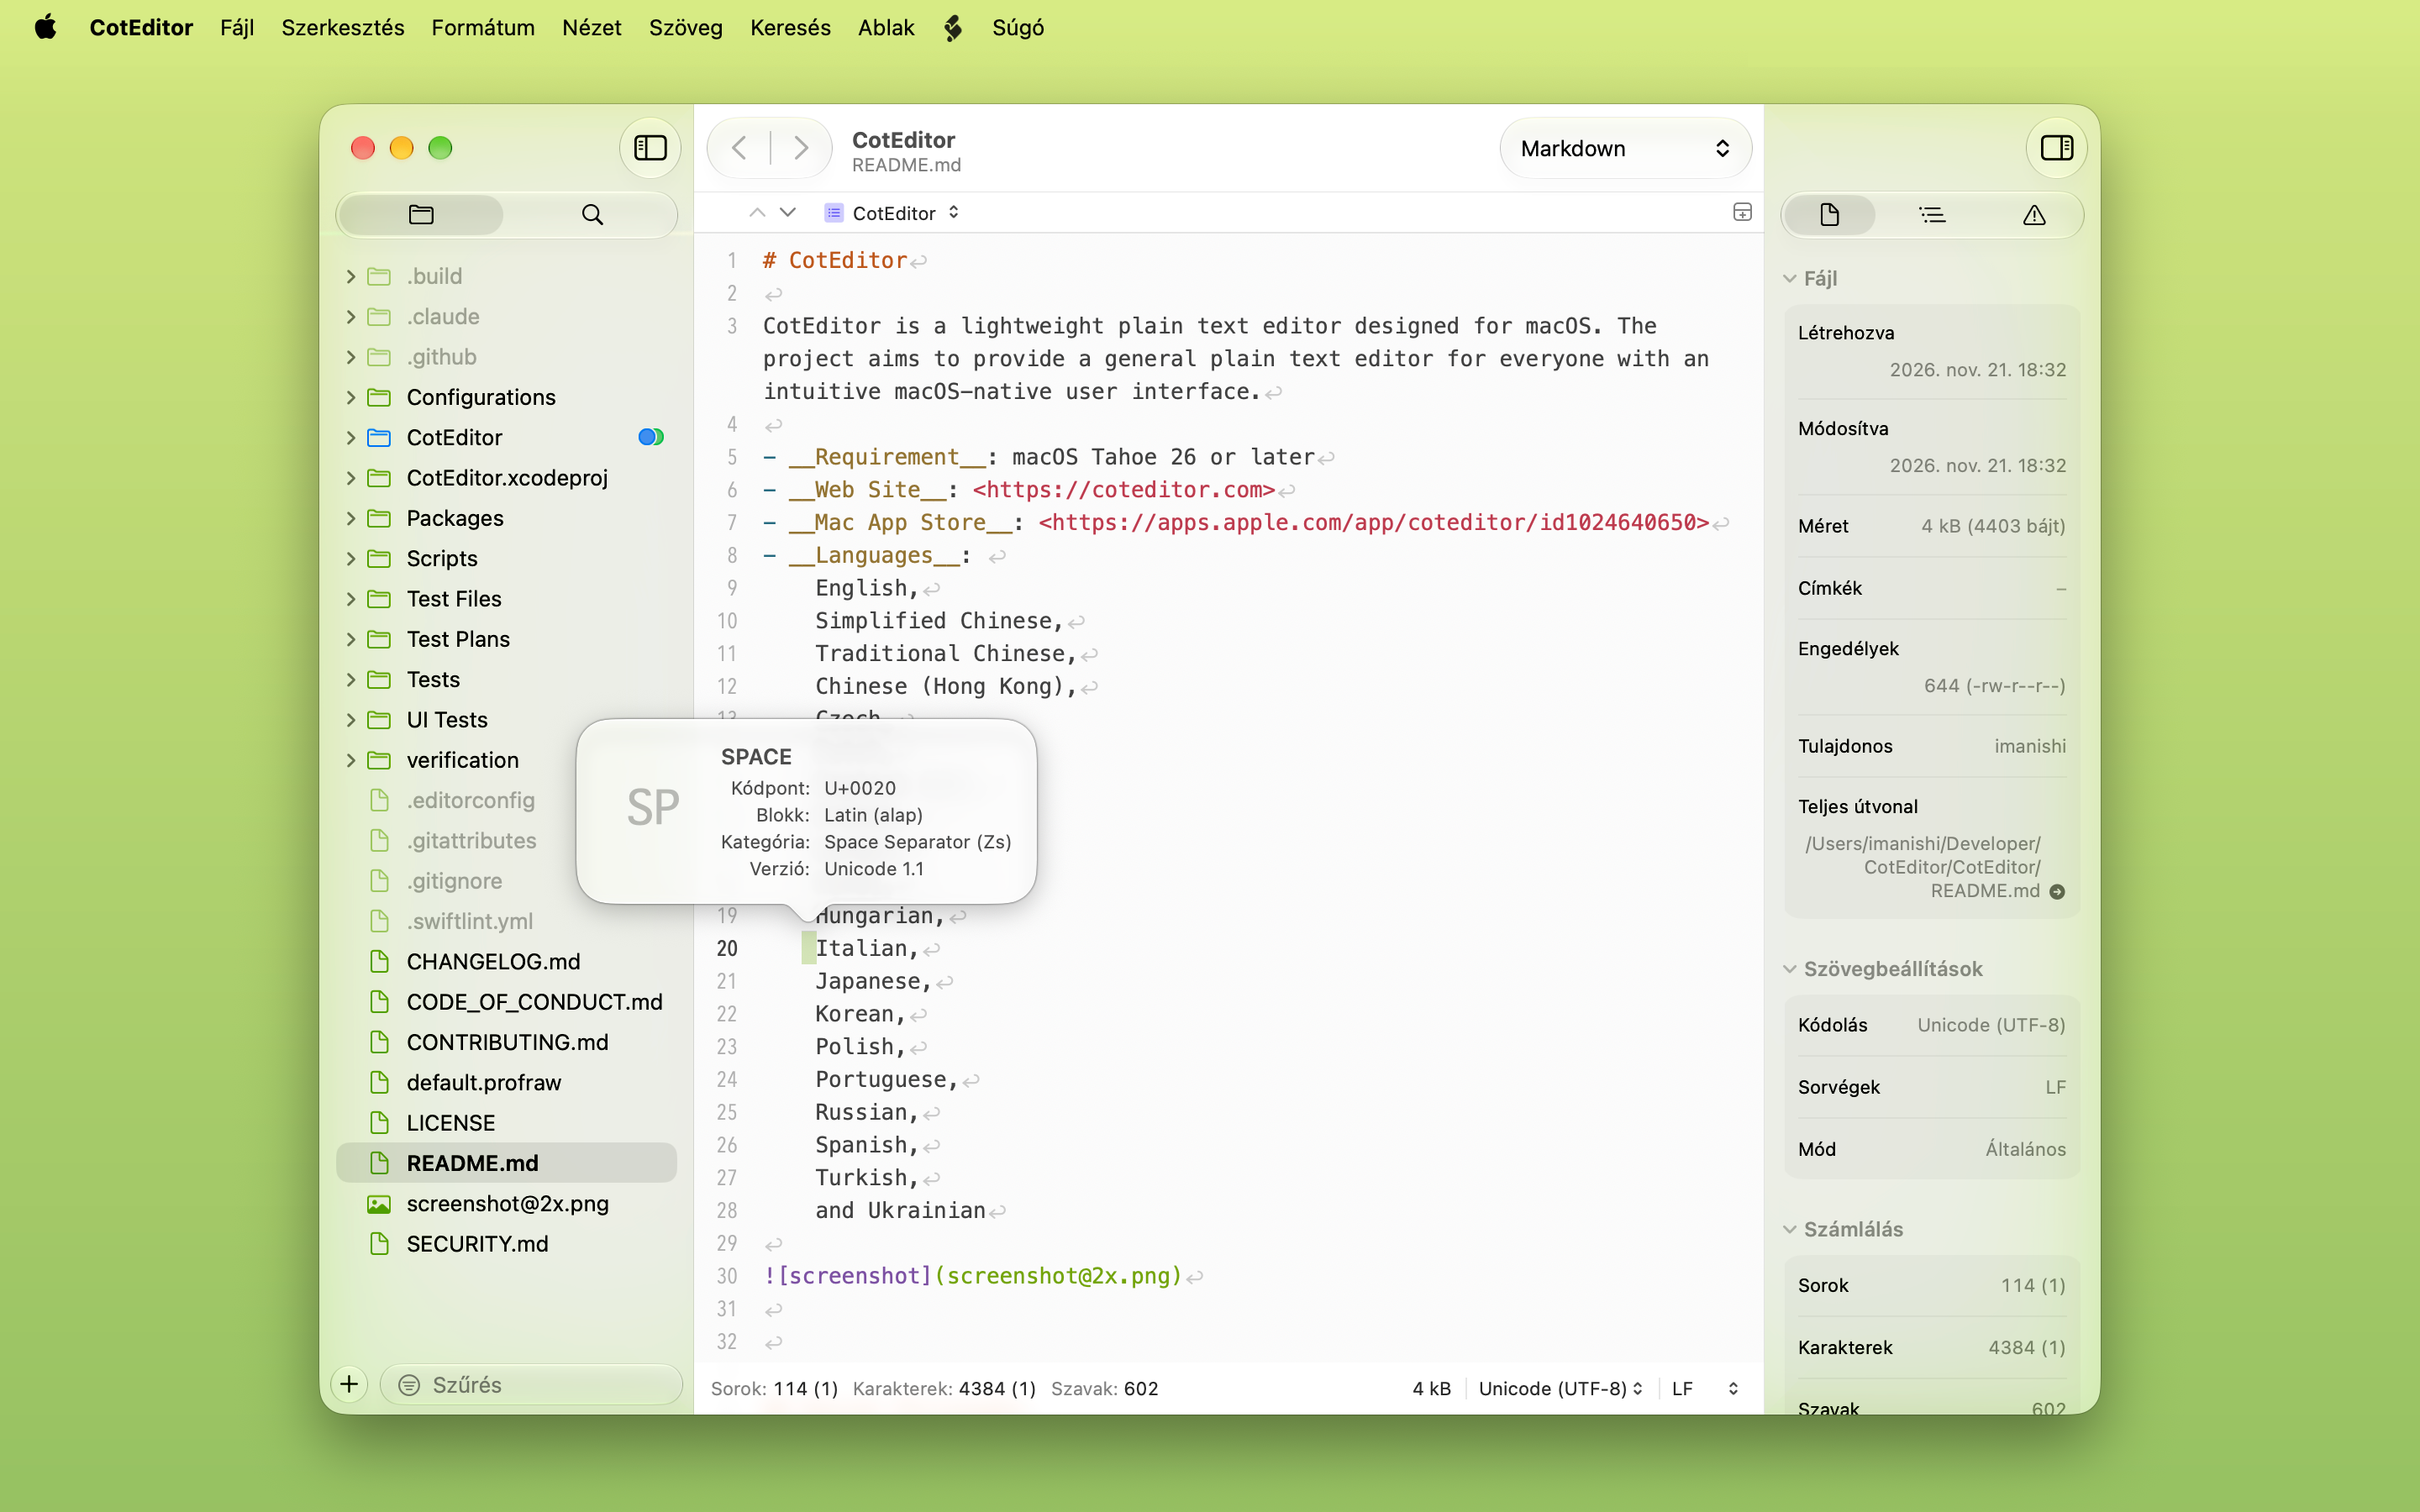 CotEditor Fájl Szerkesztés Formátum Nézet Szöveg Keresés Ablak Súgó
.build
.claude
.github
Configurations
CotEditor
CotEditor.xcodeproj
Packages
Scripts
Test Files
Test Plans
Tests
UI Tests
verification
.editorconfig
.gitattributes
.gitignore
.swiftlint.yml
CHANGELOG.md
CODE_OF_CONDUCT.md
CONTRIBUTING.md
default.profraw
LICENSE
README.md
screenshot@2x.png
SECURITY.md
Szűrés
CotEditor
README.md
Markdown
CotEditor
1 # CotEditor
2
3 CotEditor is a lightweight plain text editor designed for macOS. The
project aims to provide a general plain text editor for everyone with an
intuitive macOS-native user interface.
4
5 - __Requirement__: macOS Tahoe 26 or later
6 - __Web Site__: <https://coteditor.com>
7 - __Mac App Store__: <https://apps.apple.com/app/coteditor/id1024640650>
8 - __Languages__:
9 English,
10 Simplified Chinese,
11 Traditional Chinese,
12 Chinese (Hong Kong),
13 Czech,
SP
SPACE
Kódpont: U+0020
Blokk: Latin (alap)
Kategória: Space Separator (Zs)
Verzió: Unicode 1.1
19 Hungarian,
20 Italian,
21 Japanese,
22 Korean,
23 Polish,
24 Portuguese,
25 Russian,
26 Spanish,
27 Turkish,
28 and Ukrainian
29
30 ![screenshot](screenshot@2x.png)
31
32
Sorok: 114 (1) Karakterek: 4384 (1) Szavak: 602
4 kB Unicode (UTF-8) LF
Fájl
Létrehozva
2026. nov. 21. 18:32
Módosítva
2026. nov. 21. 18:32
Méret 4 kB (4403 bájt)
Címkék –
Engedélyek
644 (-rw-r--r--)
Tulajdonos imanishi
Teljes útvonal
/Users/imanishi/Developer/
CotEditor/CotEditor/
README.md
Szövegbeállítások
Kódolás Unicode (UTF-8)
Sorvégek LF
Mód Általános
Számlálás
Sorok 114 (1)
Karakterek 4384 (1)
Szavak 602